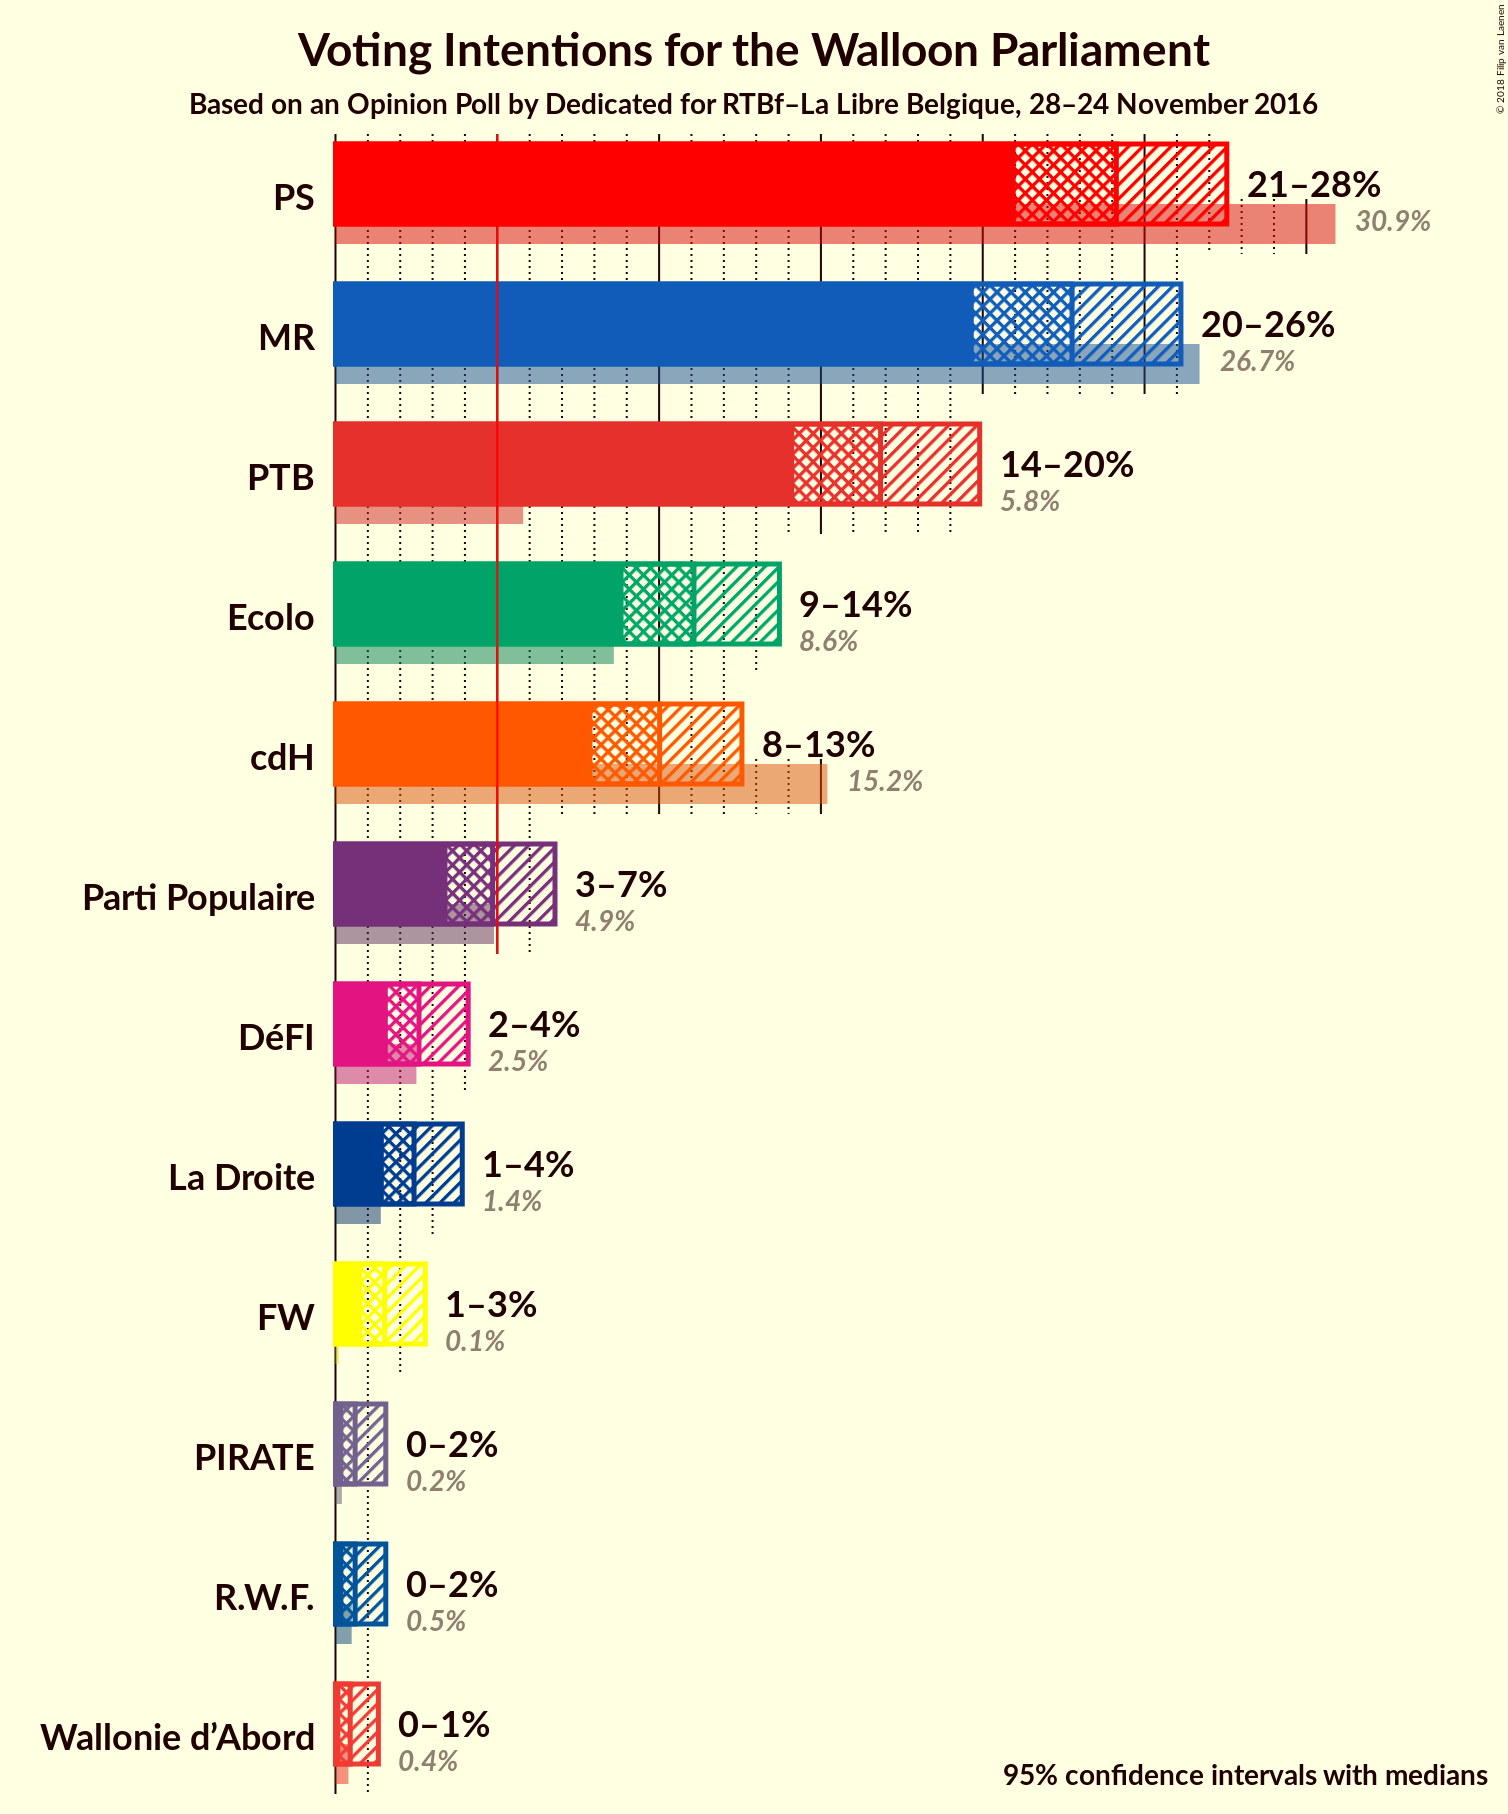 © 2018 Filip van Laenen
Voting Intentions for the Walloon Parliament
Based on an Opinion Poll by Dedicated for RTBf–La Libre Belgique, 28–24 November 2016
PS
21–28%
30.9%
MR
20–26%
26.7%
PTB
14–20%
5.8%
Ecolo
9–14%
8.6%
cdH
8–13%
15.2%
Parti Populaire
3–7%
4.9%
DéFI
2–4%
2.5%
La Droite
1–4%
1.4%
FW
1–3%
0.1%
PIRATE
0–2%
0.2%
R.W.F.
0–2%
0.5%
Wallonie d’Abord
0–1%
0.4%
95% confidence intervals with medians